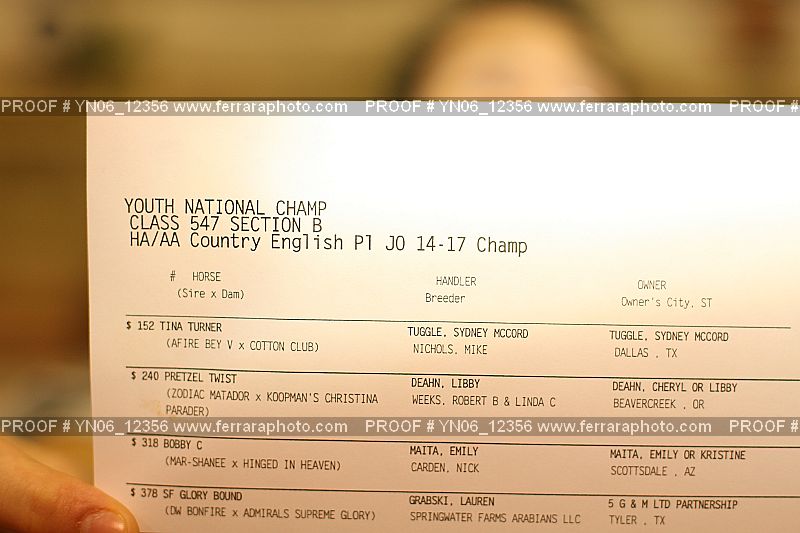 PROOF # YN06_12356 www.ferraraphoto.com PROOF # YN06_12356 www.ferraraphoto.com PROOF #
YOUTH NATIONAL CHAMP
CLASS 547 SECTION B
HA/AA Country English Pl JO 14-17 Champ
# HORSE HANDLER OWNER
(Sire x Dam) Breeder Owner's City, ST
$ 152 TINA TURNER TUGGLE, SYDNEY MCCORD TUGGLE, SYDNEY MCCORD
(AFIRE BEY V x COTTON CLUB) NICHOLS, MIKE DALLAS , TX
$ 240 PRETZEL TWIST DEAHN, LIBBY DEAHN, CHERYL OR LIBBY
(ZODIAC MATADOR x KOOPMAN'S CHRISTINA WEEKS, ROBERT B & LINDA C BEAVERCREEK , OR
PARADER)
PROOF # YN06_12356 www.ferraraphoto.com PROOF # YN06_12356 www.ferraraphoto.com PROOF #
$ 318 BOBBY C MAITA, EMILY MAITA, EMILY OR KRISTINE
(MAR-SHANEE x HINGED IN HEAVEN) CARDEN, NICK SCOTTSDALE , AZ
$ 378 SF GLORY BOUND GRABSKI, LAUREN 5 G & M LTD PARTNERSHIP
(DW BONFIRE x ADMIRALS SUPREME GLORY) SPRINGWATER FARMS ARABIANS LLC TYLER , TX